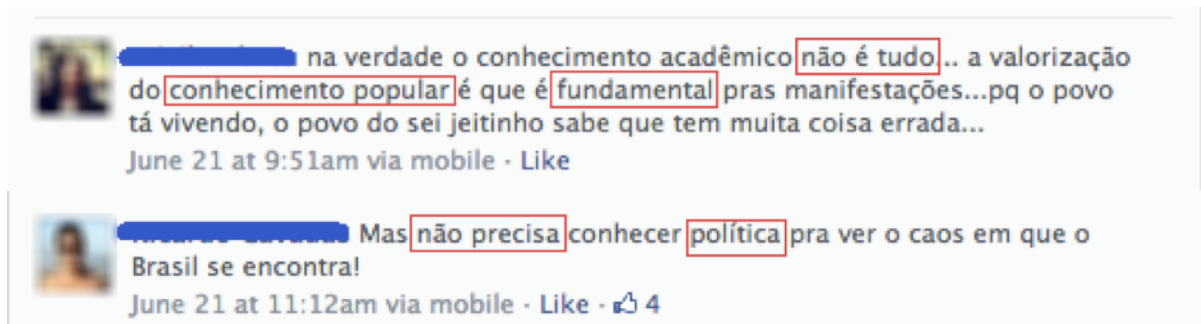 na verdade o conhecimento acadêmico não é tudo... a valorização
do conhecimento popular é que é fundamental pras manifestações...pq o povo
tá vivendo, o povo do sei jeitinho sabe que tem muita coisa errada...
June 21 at 9:51am via mobile · Like
Mas não precisa conhecer política pra ver o caos em que o
Brasil se encontra!
June 21 at 11:12am via mobile · Like · 4